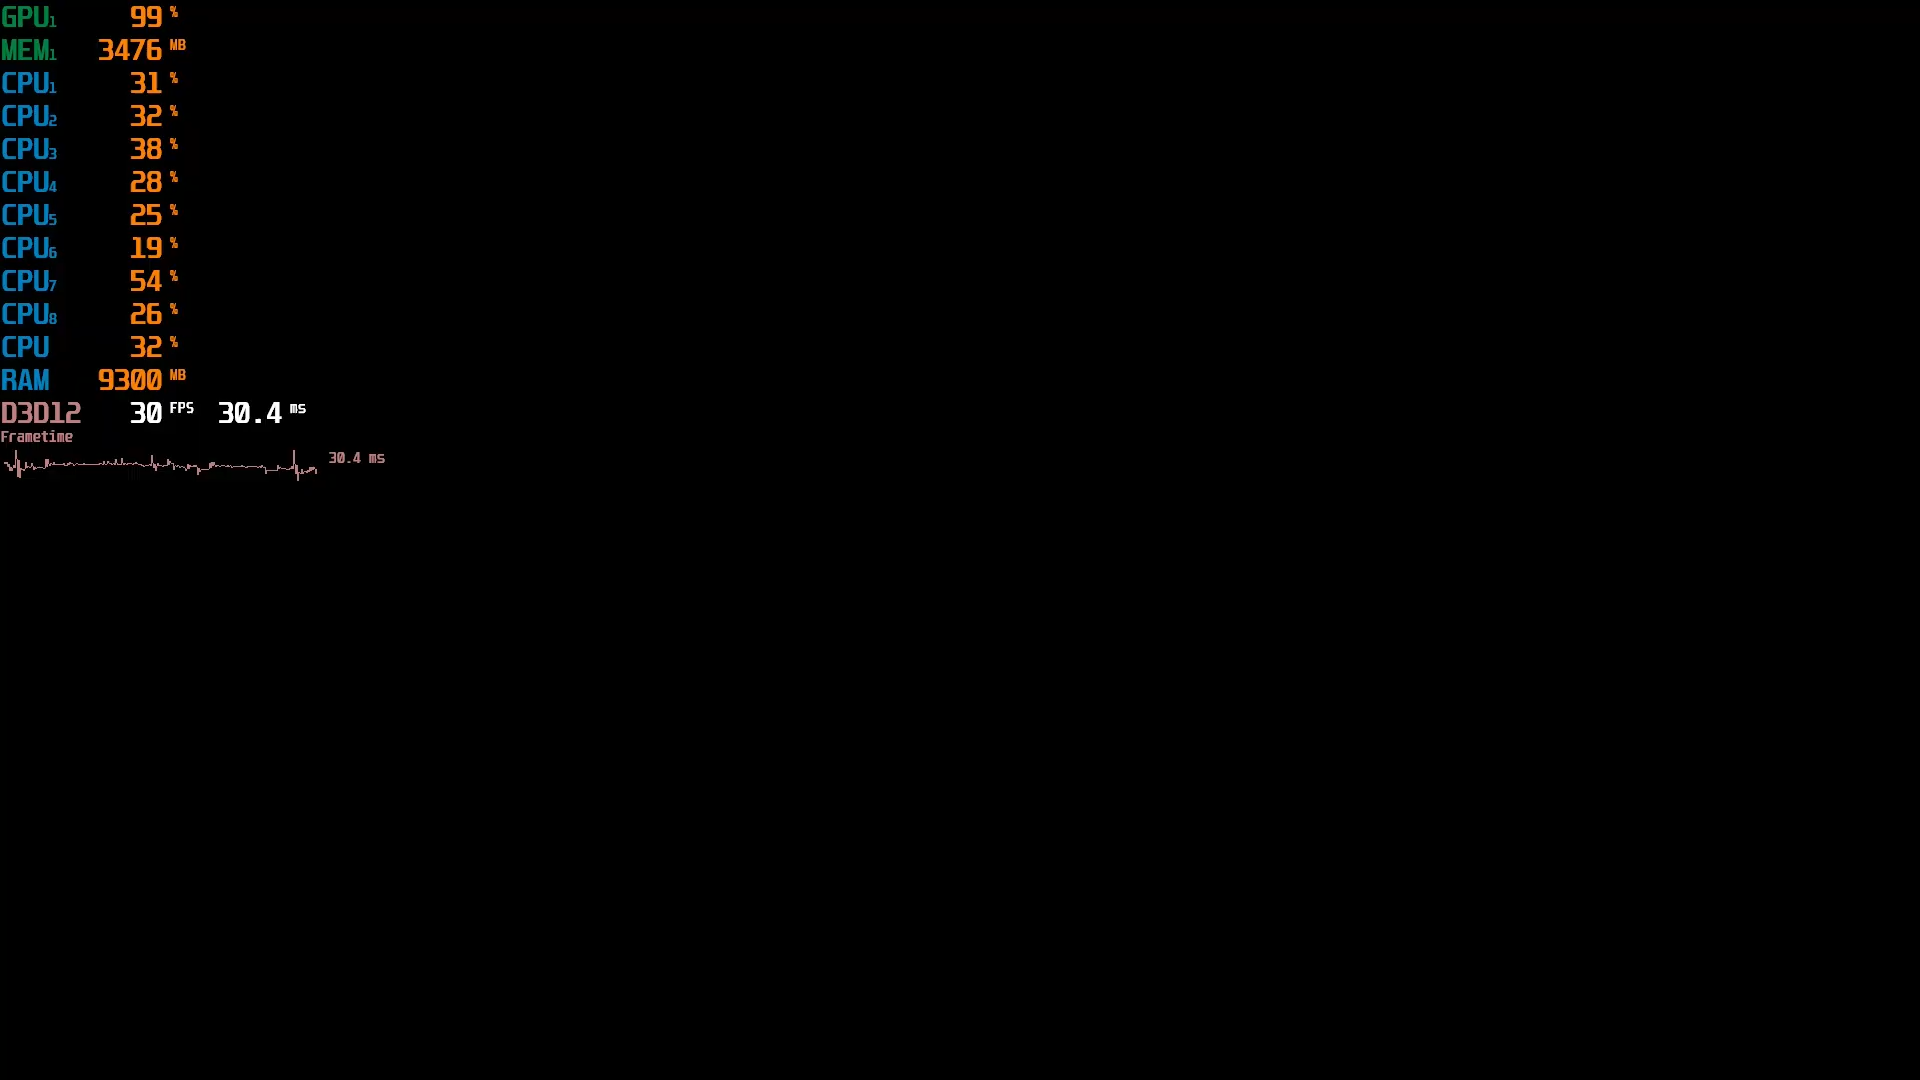 GPU1 99 %
MEM1 3476 MB
CPU1 31 %
CPU2 32 %
CPU3 38 %
CPU4 28 %
CPU5 25 %
CPU6 19 %
CPU7 54 %
CPU8 26 %
CPU 32 %
RAM 9300 MB
D3D12 30 FPS 30.4 ms
Frametime
30.4 ms